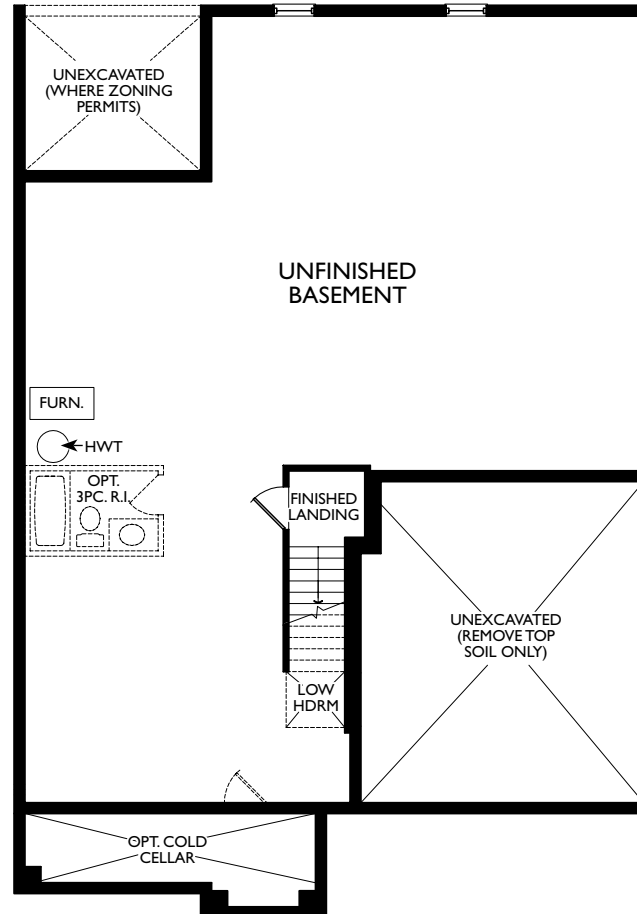 UNEXCAVATED
(WHERE ZONING
PERMITS)
UNFINISHED
BASEMENT
FURN.
HWT
OPT.
3PC. R.I.
FINISHED
LANDING
UNEXCAVATED
(REMOVE TOP
SOIL ONLY)
LOW
HDRM
OPT. COLD
CELLAR